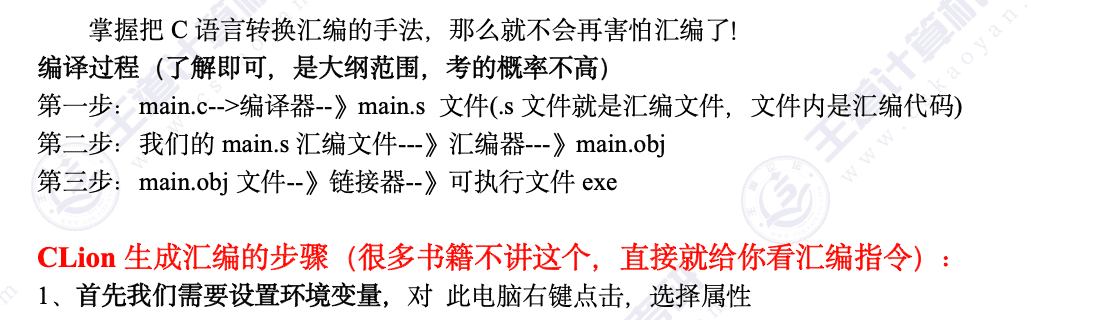 掌握把 C 语言转换汇编的手法，那么就不会再害怕汇编了!
编译过程（了解即可，是大纲范围，考的概率不高）
第一步：main.c-->编译器--》main.s 文件(.s 文件就是汇编文件，文件内是汇编代码)
第二步：我们的 main.s 汇编文件---》汇编器---》main.obj
第三步：main.obj 文件--》链接器--》可执行文件 exe
CLion 生成汇编的步骤（很多书籍不讲这个，直接就给你看汇编指令）:
1、首先我们需要设置环境变量，对 此电脑右键点击，选择属性